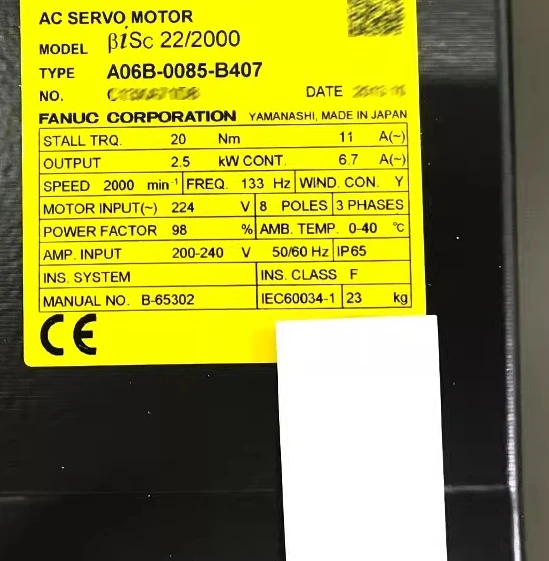 AC SERVO MOTOR
MODEL βiSc 22/2000
TYPE A06B-0085-B407
NO. DATE
FANUC CORPORATION YAMANASHI, MADE IN JAPAN
STALL TRQ. 20 Nm 11 A(~)
OUTPUT 2.5 kW CONT. 6.7 A(~)
SPEED 2000 min⁻¹ FREQ. 133 Hz WIND. CON. Y
MOTOR INPUT(~) 224 V 8 POLES 3 PHASES
POWER FACTOR 98 % AMB. TEMP. 0-40 ℃
AMP. INPUT 200-240 V 50/60 Hz IP65
INS. SYSTEM INS. CLASS F
MANUAL NO. B-65302 IEC60034-1 23 kg
CE